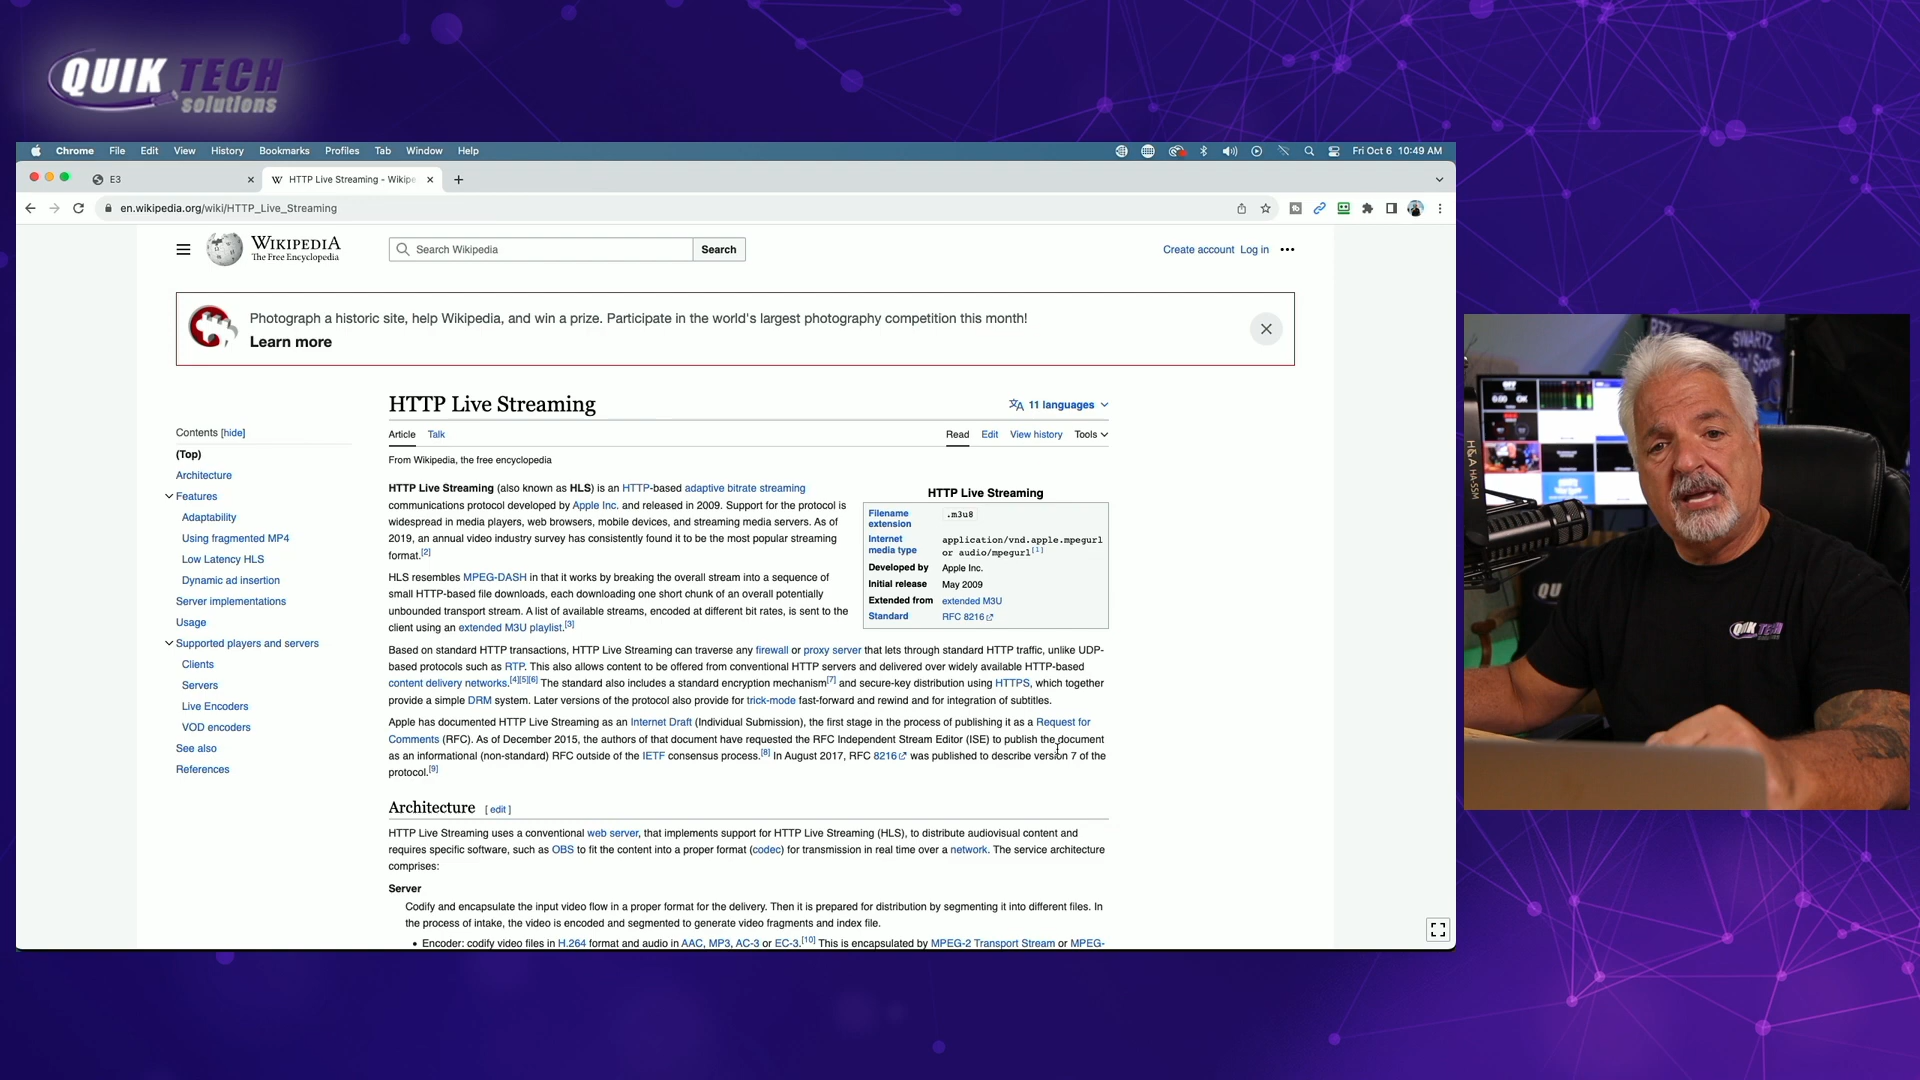 QUIK TECH
solutions
Chrome File Edit View History Bookmarks Profiles Tab Window Help
Fri Oct 6 10:49 AM
E3
HTTP Live Streaming - Wikipe
en.wikipedia.org/wiki/HTTP_Live_Streaming
WIKIPEDIA
The Free Encyclopedia
Search Wikipedia
Search
Create account Log in
Photograph a historic site, help Wikipedia, and win a prize. Participate in the world's largest photography competition this month!
Learn more
HTTP Live Streaming
11 languages
Article Talk
Read Edit View history Tools
From Wikipedia, the free encyclopedia
Contents [hide]
(Top)
Architecture
Features
Adaptability
Using fragmented MP4
Low Latency HLS
Dynamic ad insertion
Server implementations
Usage
Supported players and servers
Clients
Servers
Live Encoders
VOD encoders
See also
References
HTTP Live Streaming (also known as HLS) is an HTTP-based adaptive bitrate streaming
communications protocol developed by Apple Inc. and released in 2009. Support for the protocol is
widespread in media players, web browsers, mobile devices, and streaming media servers. As of
2019, an annual video industry survey has consistently found it to be the most popular streaming
format.[2]
HLS resembles MPEG-DASH in that it works by breaking the overall stream into a sequence of
small HTTP-based file downloads, each downloading one short chunk of an overall potentially
unbounded transport stream. A list of available streams, encoded at different bit rates, is sent to the
client using an extended M3U playlist.[3]
HTTP Live Streaming
Filename extension .m3u8
Internet media type application/vnd.apple.mpegurl or audio/mpegurl[1]
Developed by Apple Inc.
Initial release May 2009
Extended from extended M3U
Standard RFC 8216
Based on standard HTTP transactions, HTTP Live Streaming can traverse any firewall or proxy server that lets through standard HTTP traffic, unlike UDP-
based protocols such as RTP. This also allows content to be offered from conventional HTTP servers and delivered over widely available HTTP-based
content delivery networks.[4][5][6] The standard also includes a standard encryption mechanism[7] and secure-key distribution using HTTPS, which together
provide a simple DRM system. Later versions of the protocol also provide for trick-mode fast-forward and rewind and for integration of subtitles.
Apple has documented HTTP Live Streaming as an Internet Draft (Individual Submission), the first stage in the process of publishing it as a Request for
Comments (RFC). As of December 2015, the authors of that document have requested the RFC Independent Stream Editor (ISE) to publish the document
as an informational (non-standard) RFC outside of the IETF consensus process.[8] In August 2017, RFC 8216 was published to describe version 7 of the
protocol.[9]
Architecture [ edit ]
HTTP Live Streaming uses a conventional web server, that implements support for HTTP Live Streaming (HLS), to distribute audiovisual content and
requires specific software, such as OBS to fit the content into a proper format (codec) for transmission in real time over a network. The service architecture
comprises:
Server
Codify and encapsulate the input video flow in a proper format for the delivery. Then it is prepared for distribution by segmenting it into different files. In
the process of intake, the video is encoded and segmented to generate video fragments and index file.
• Encoder: codify video files in H.264 format and audio in AAC, MP3, AC-3 or EC-3.[10] This is encapsulated by MPEG-2 Transport Stream or MPEG-
SWARTZ
H&A HA-SSM
QU
QUIK TECH